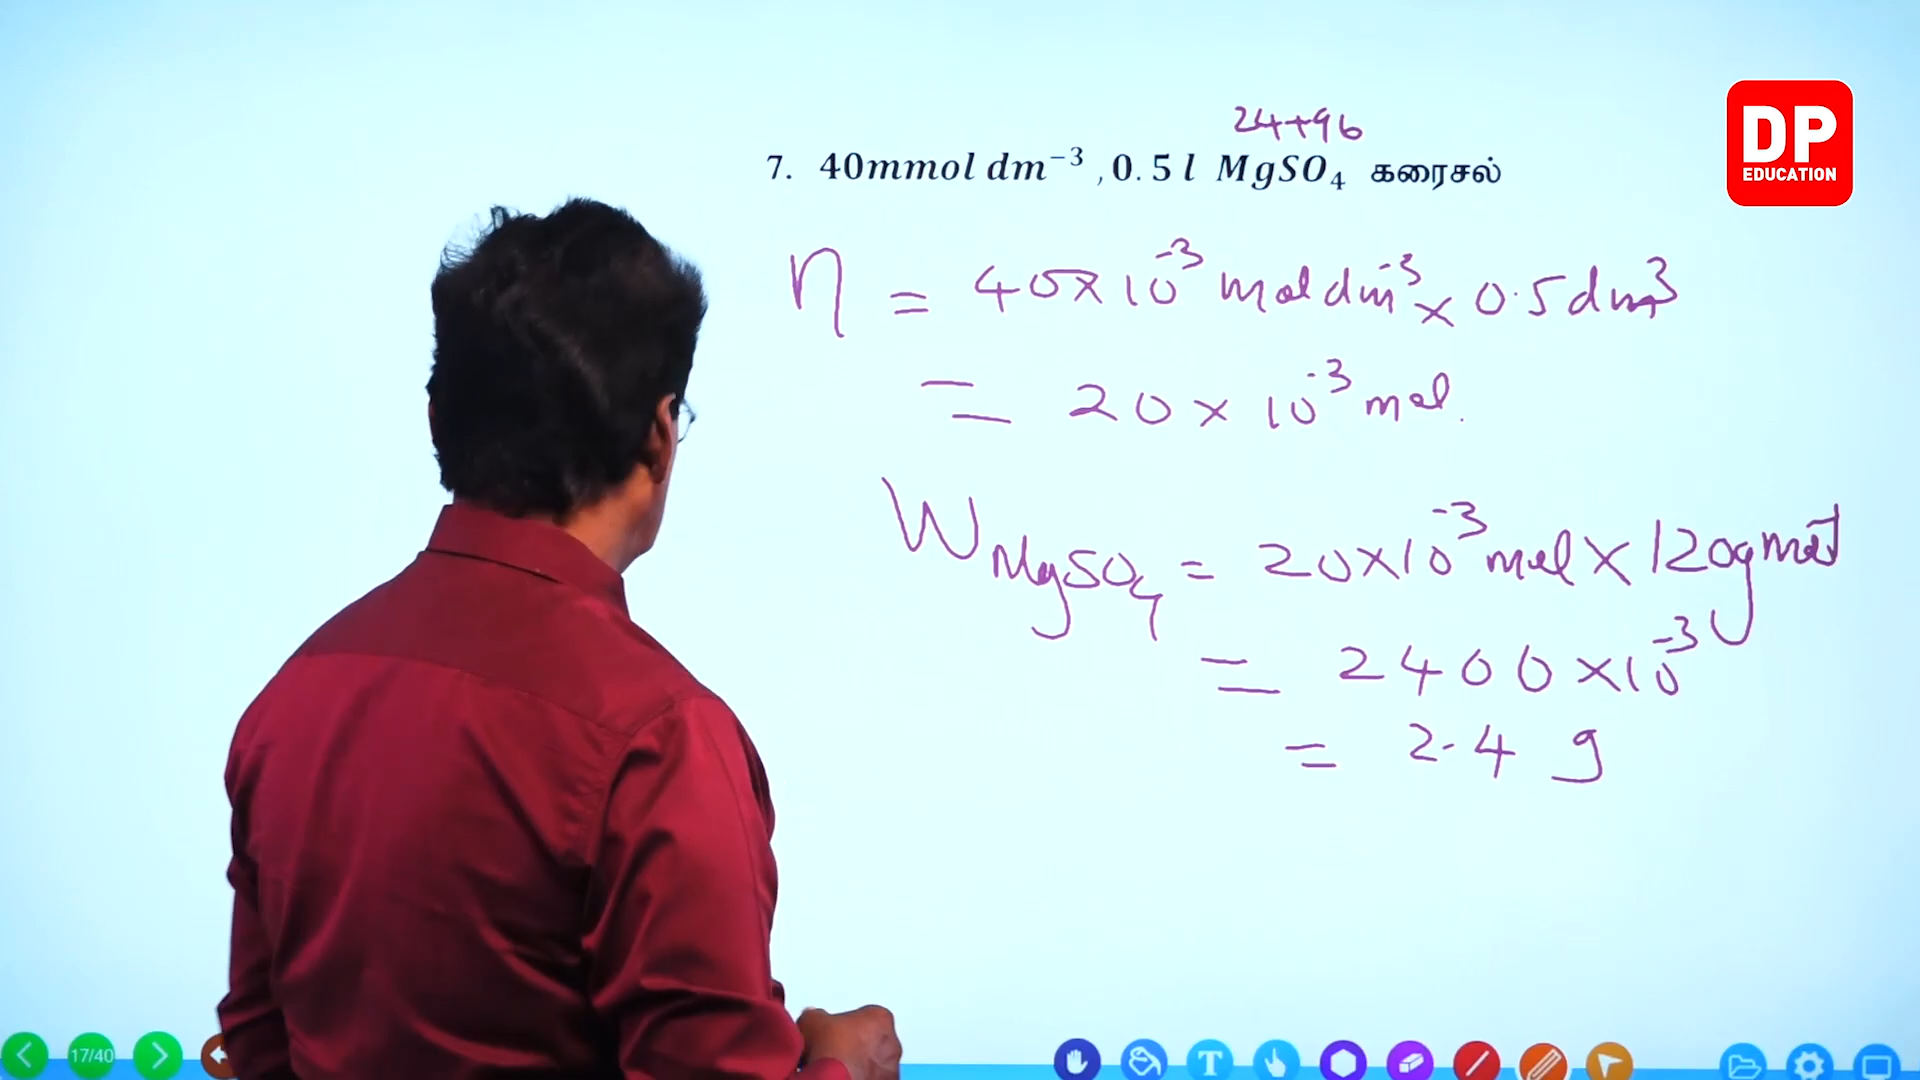 24+96
7. 40mmol dm⁻³ ,0.5 l MgSO₄ கரைசல்
n = 40×10⁻³ mol dm⁻³ × 0.5 dm³
= 20 × 10⁻³ mol.
W MgSO₄ = 20×10⁻³ mol × 120 g mol⁻¹
= 2400 ×10⁻³
= 2.4 g
DP
EDUCATION
17/40
T